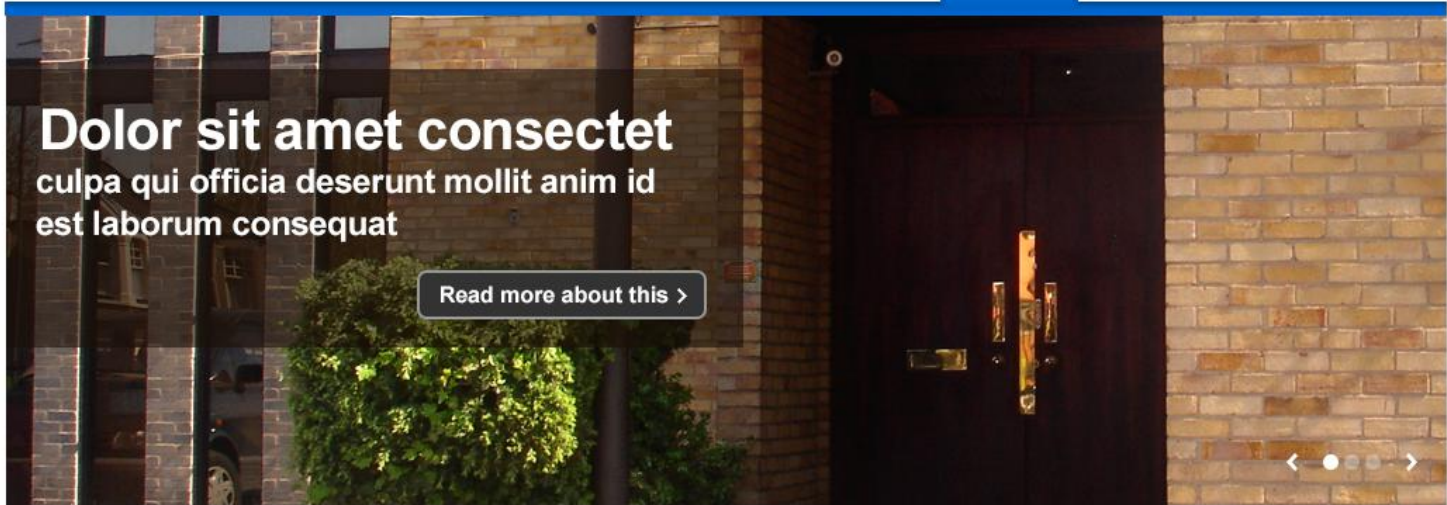 Dolor sit amet consectet
culpa qui officia deserunt mollit anim id
est laborum consequat
Read more about this >